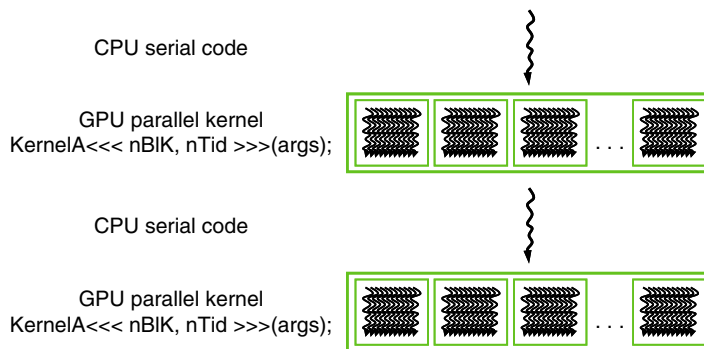 CPU serial code
GPU parallel kernel
KernelA<<< nBlK, nTid >>>(args);
. . .
CPU serial code
GPU parallel kernel
KernelA<<< nBlK, nTid >>>(args);
. . .